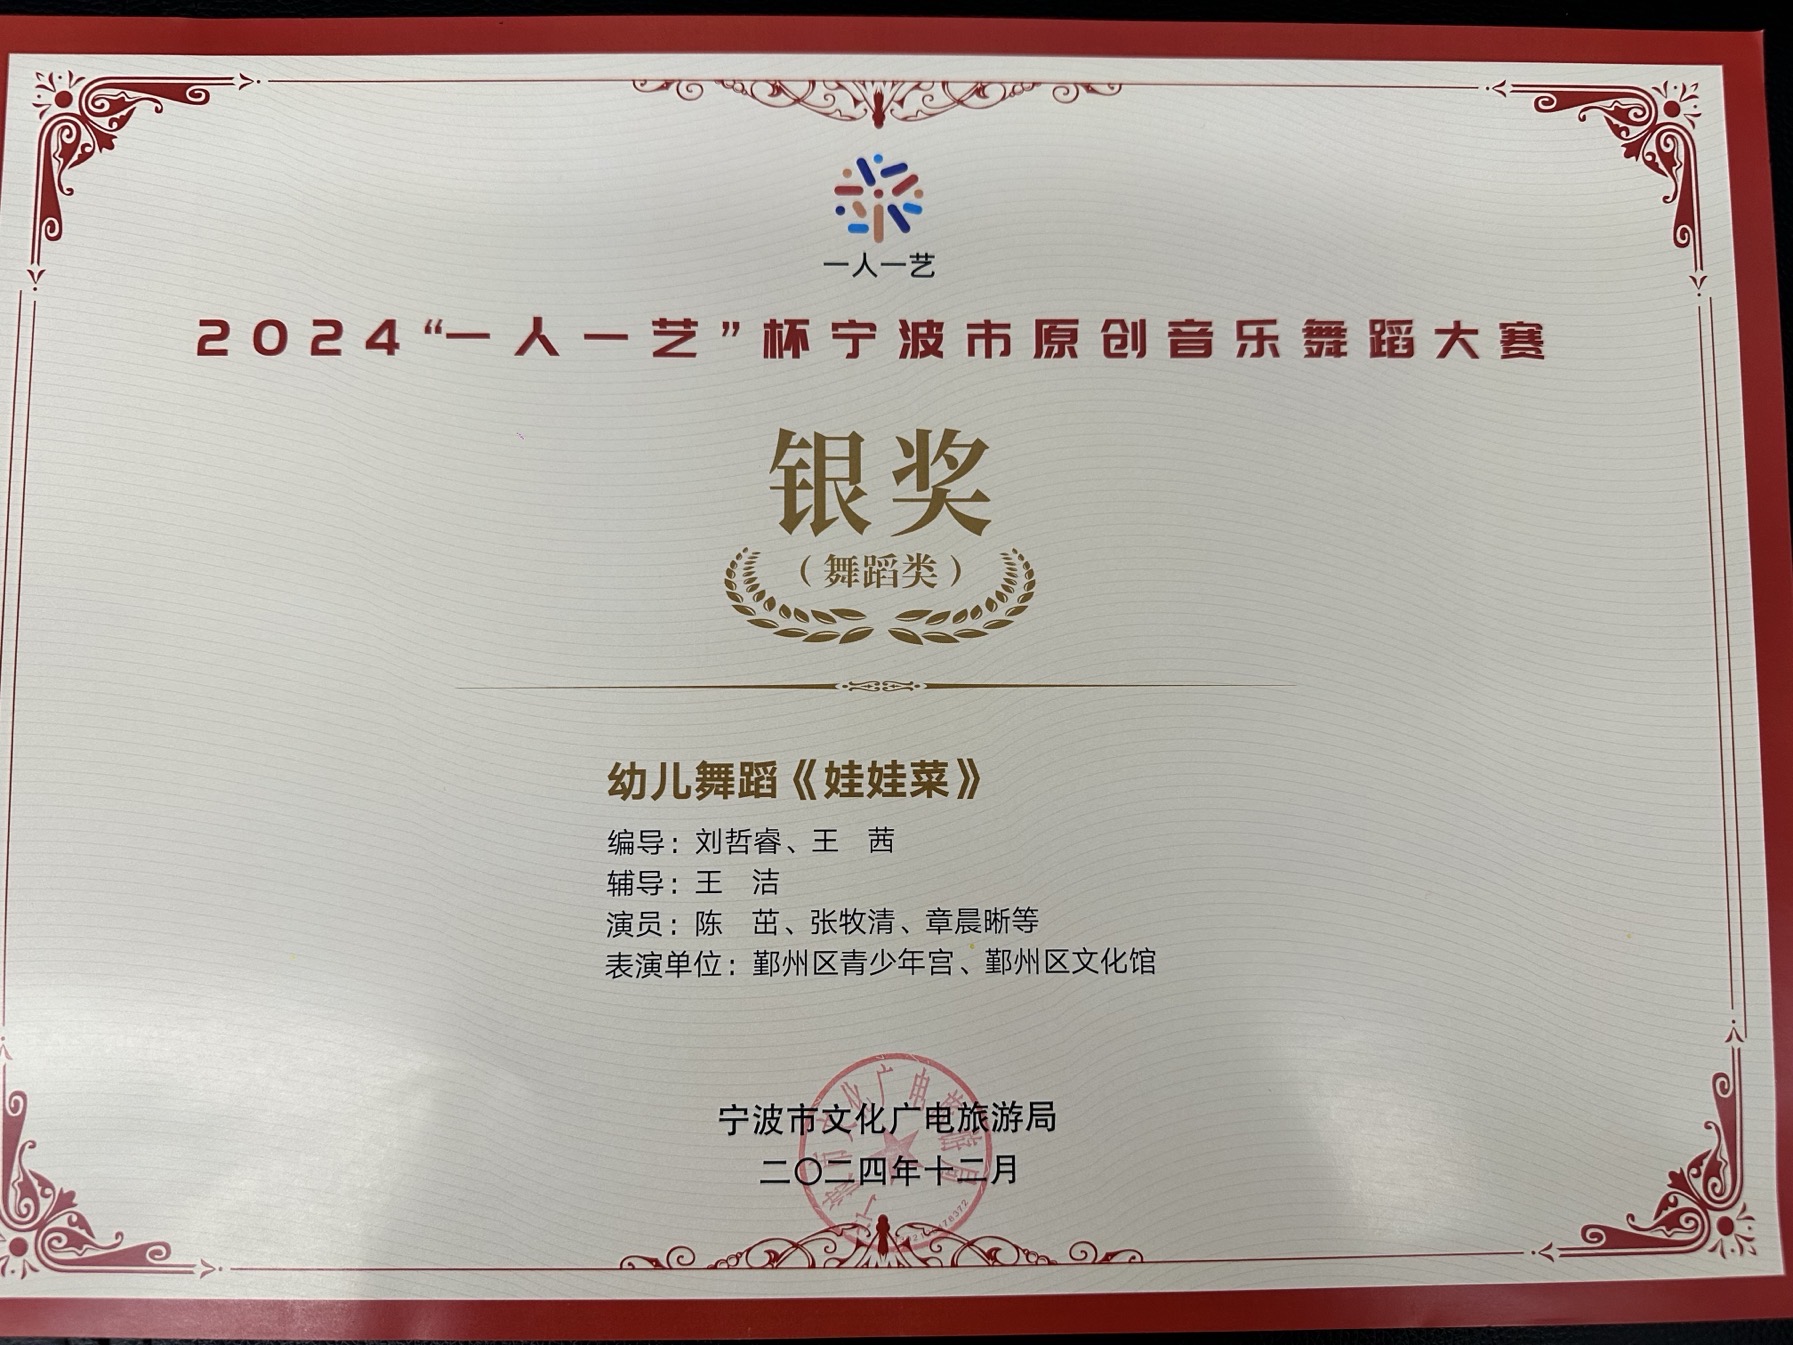 一人一艺
2024“一人一艺”杯宁波市原创音乐舞蹈大赛
银奖
（舞蹈类）
幼儿舞蹈《娃娃菜》
编导：刘哲睿、王　茜
辅导：王　洁
演员：陈　茁、张牧清、章晨晰等
表演单位：鄞州区青少年宫、鄞州区文化馆
宁波市文化广电旅游局
二〇二四年十二月